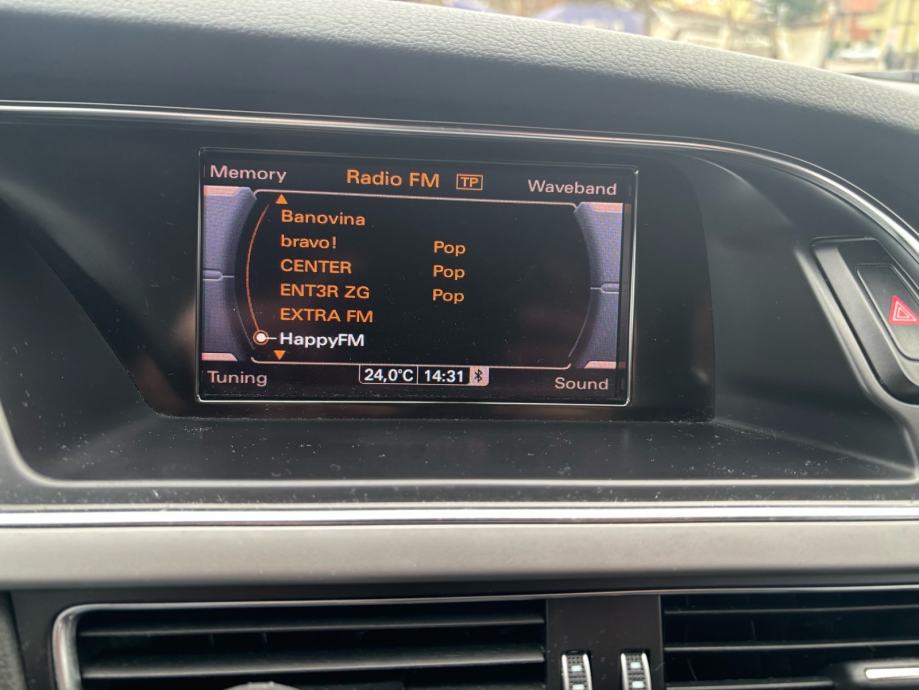 Memory Radio FM TP Waveband
Banovina
bravo! Pop
CENTER Pop
ENT3R ZG Pop
EXTRA FM
HappyFM
Tuning 24,0°C 14:31 Sound